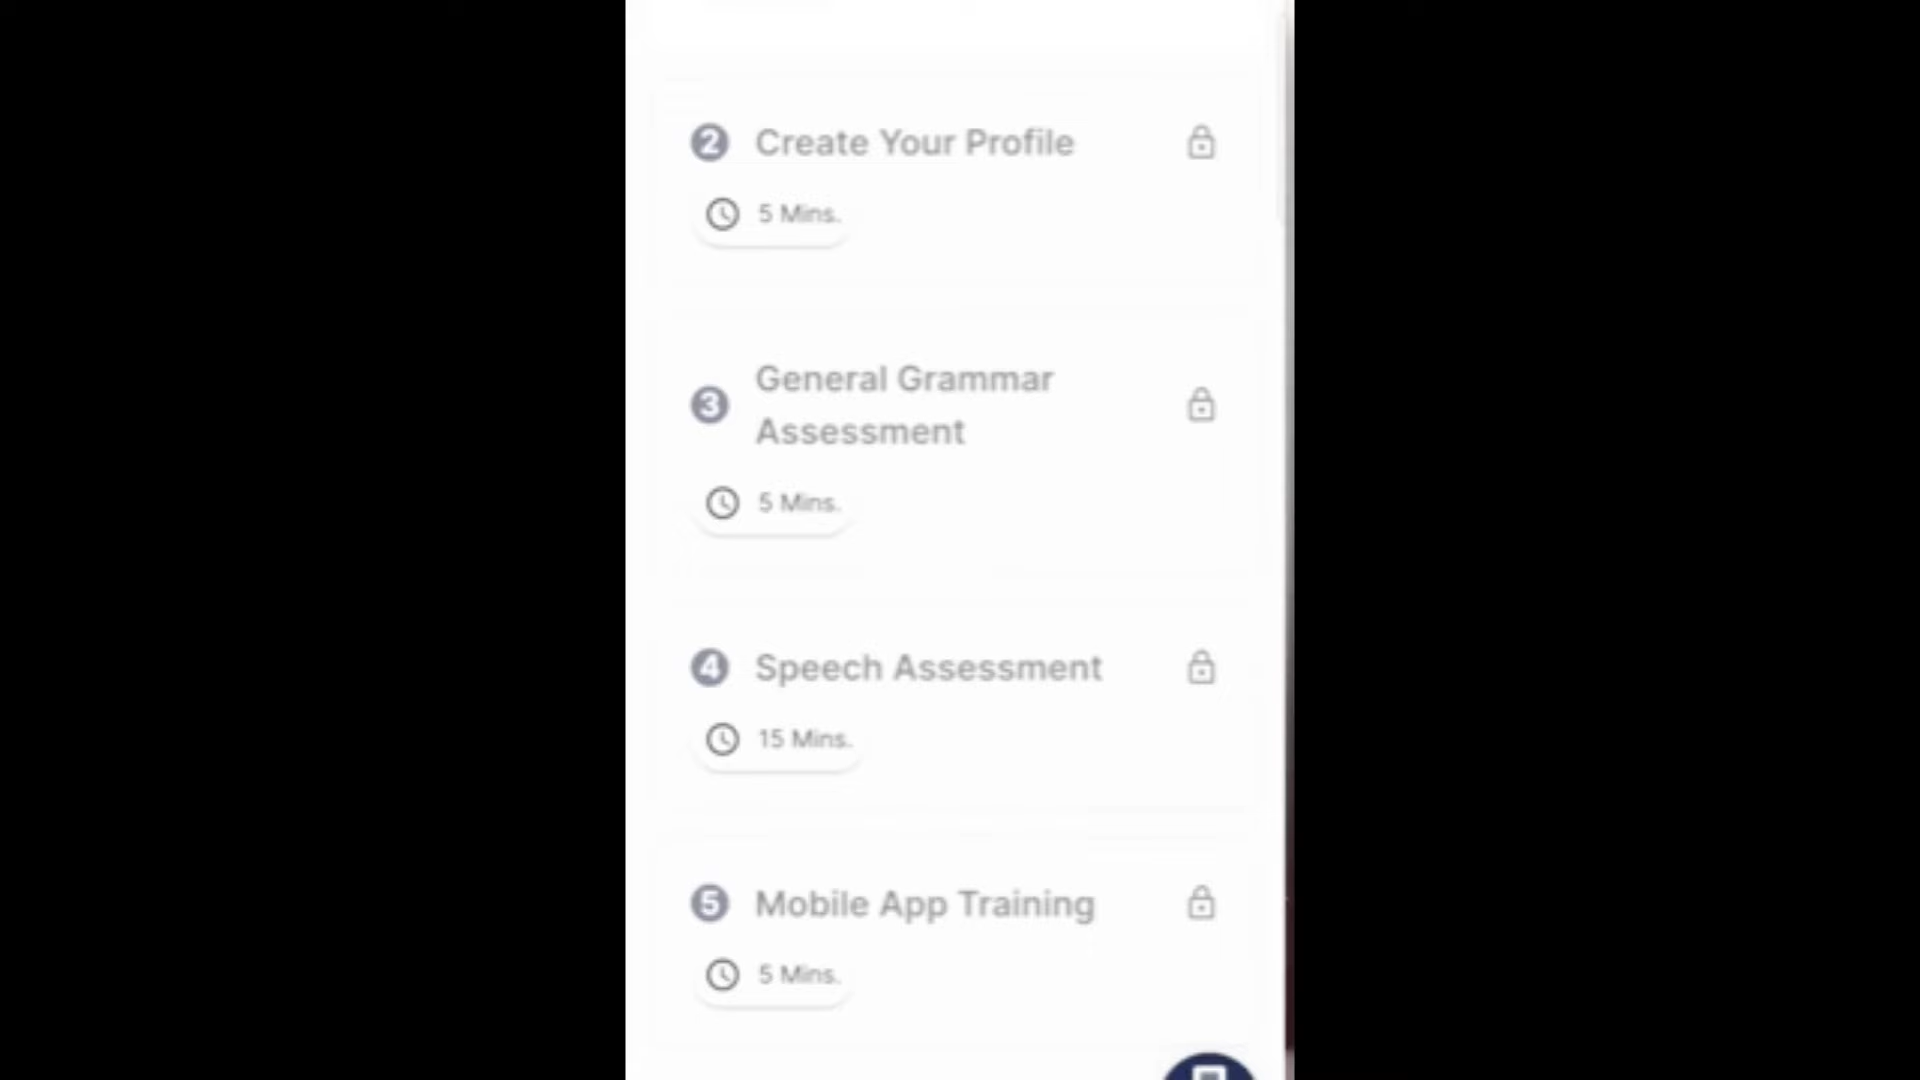 2 Create Your Profile
5 Mins.
3 General Grammar
Assessment
5 Mins.
4 Speech Assessment
15 Mins.
5 Mobile App Training
5 Mins.